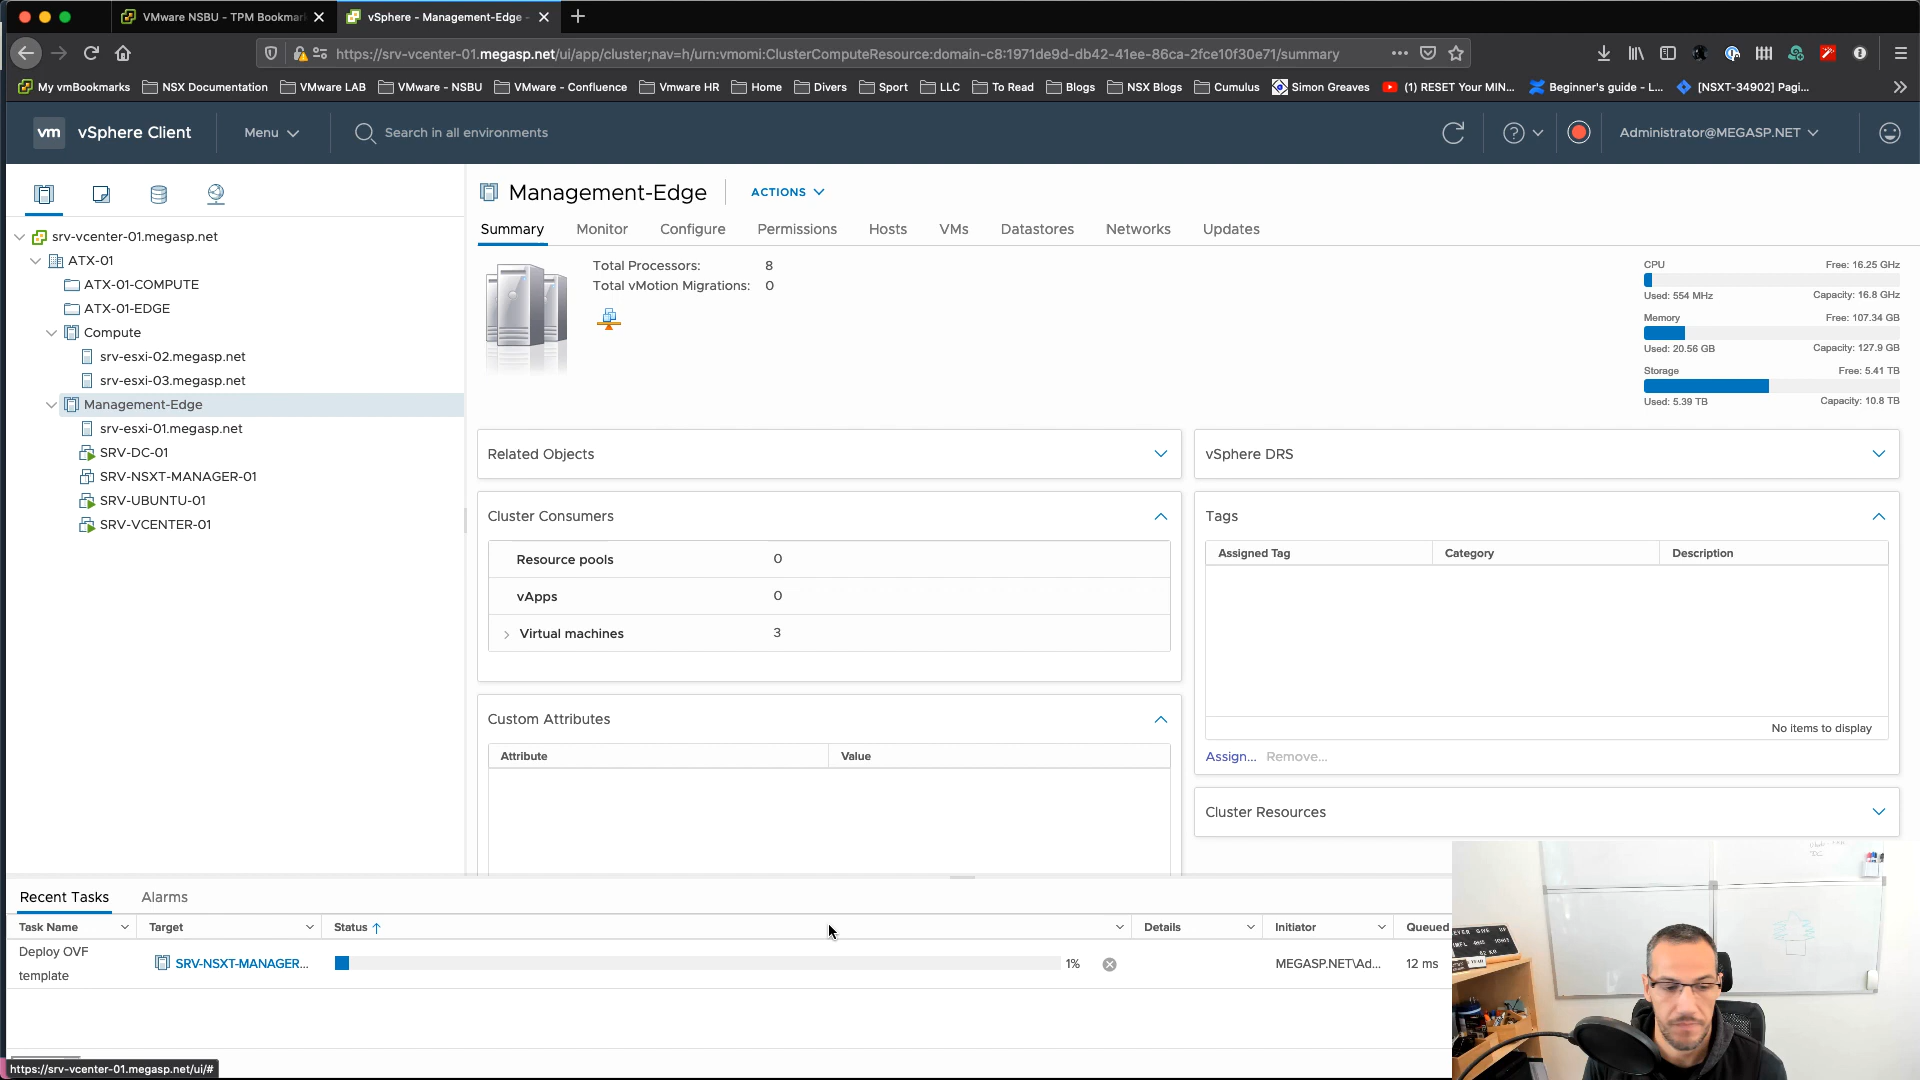 VMware NSBU - TPM Bookmar
vSphere - Management-Edge -
https://srv-vcenter-01.megasp.net/ui/app/cluster;nav=h/urn:vmomi:ClusterComputeResource:domain-c8:1971de9d-db42-41ee-86ca-2fce10f30e71/summary
My vmBookmarks NSX Documentation VMware LAB VMware - NSBU VMware - Confluence Vmware HR Home Divers Sport LLC To Read Blogs NSX Blogs Cumulus Simon Greaves (1) RESET Your MIN... Beginner's guide - L... [NSXT-34902] Pagi...
vm vSphere Client Menu Search in all environments Administrator@MEGASP.NET
srv-vcenter-01.megasp.net
ATX-01
ATX-01-COMPUTE
ATX-01-EDGE
Compute
srv-esxi-02.megasp.net
srv-esxi-03.megasp.net
Management-Edge
srv-esxi-01.megasp.net
SRV-DC-01
SRV-NSXT-MANAGER-01
SRV-UBUNTU-01
SRV-VCENTER-01
Management-Edge ACTIONS
Summary Monitor Configure Permissions Hosts VMs Datastores Networks Updates
Total Processors: 8
Total vMotion Migrations: 0
CPU Free: 16.25 GHz
Used: 554 MHz Capacity: 16.8 GHz
Memory Free: 107.34 GB
Used: 20.56 GB Capacity: 127.9 GB
Storage Free: 5.41 TB
Used: 5.39 TB Capacity: 10.8 TB
Related Objects
Cluster Consumers
Resource pools 0
vApps 0
Virtual machines 3
Custom Attributes
Attribute Value
vSphere DRS
Tags
Assigned Tag Category Description
No items to display
Assign... Remove...
Cluster Resources
Recent Tasks Alarms
Task Name Target Status Details Initiator Queued
Deploy OVF
template
SRV-NSXT-MANAGER... 1% MEGASP.NET\Ad... 12 ms
https://srv-vcenter-01.megasp.net/ui/#